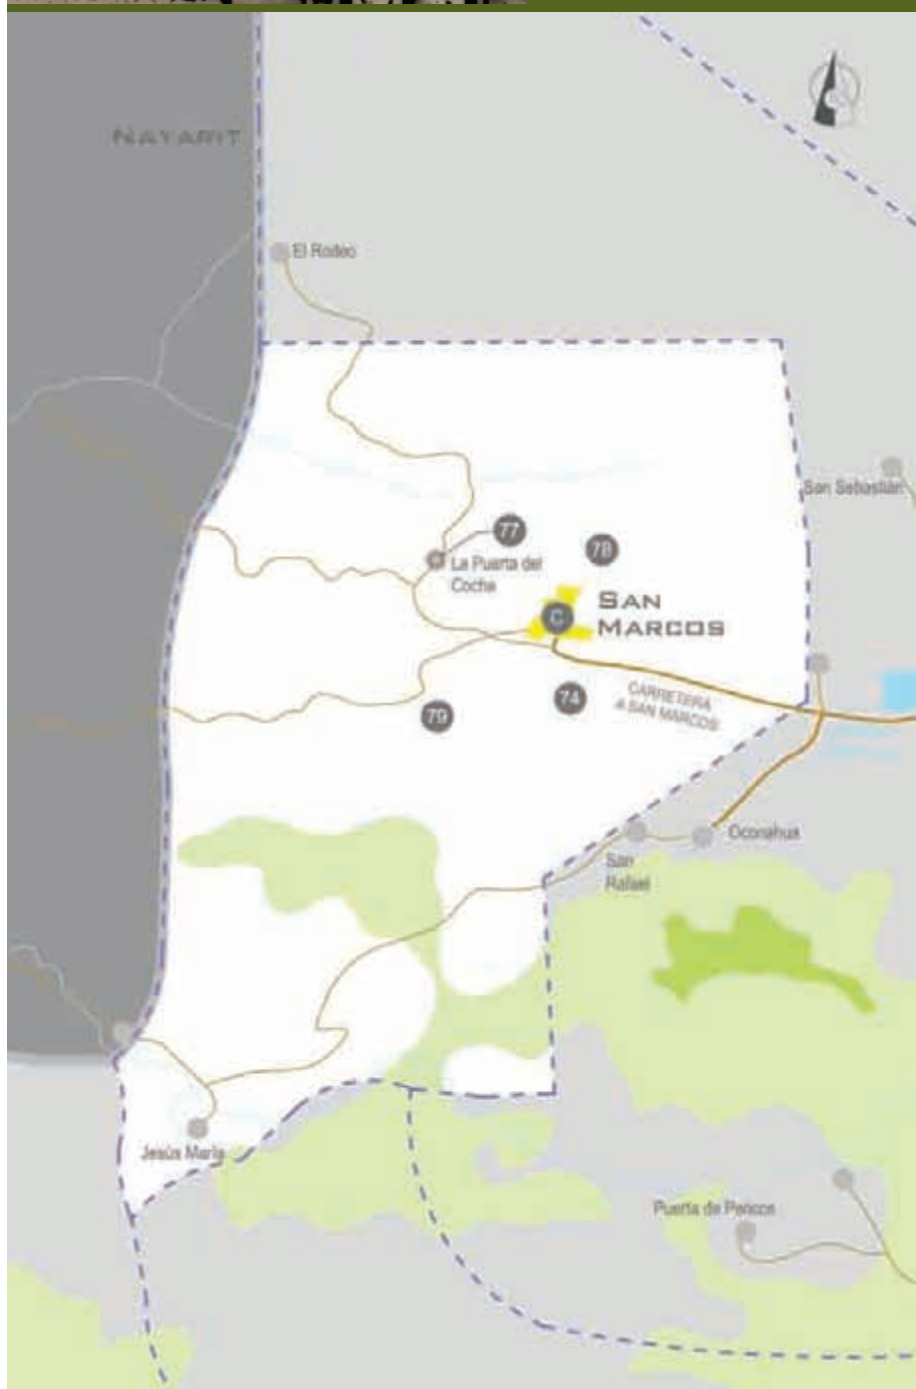 NAYARIT
El Rodeo
San Sebastián
77
78
La Puerta del
Coche
C
SAN
MARCOS
CARRETERA
A SAN MARCOS
74
79
Oconahua
San
Rafael
Jesús María
Puerta de Pericos